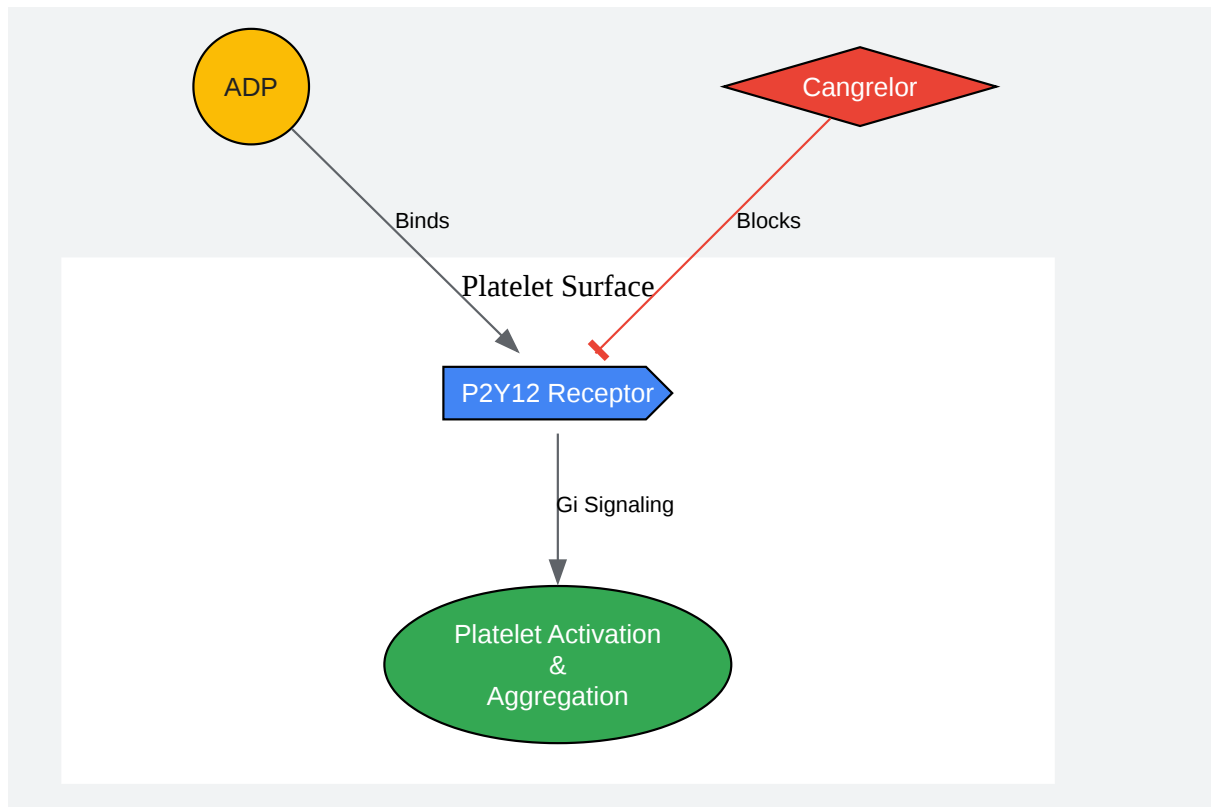 ADP
Cangrelor
Binds
Blocks
Platelet Surface
P2Y12 Receptor
Gi Signaling
Platelet Activation
&
Aggregation